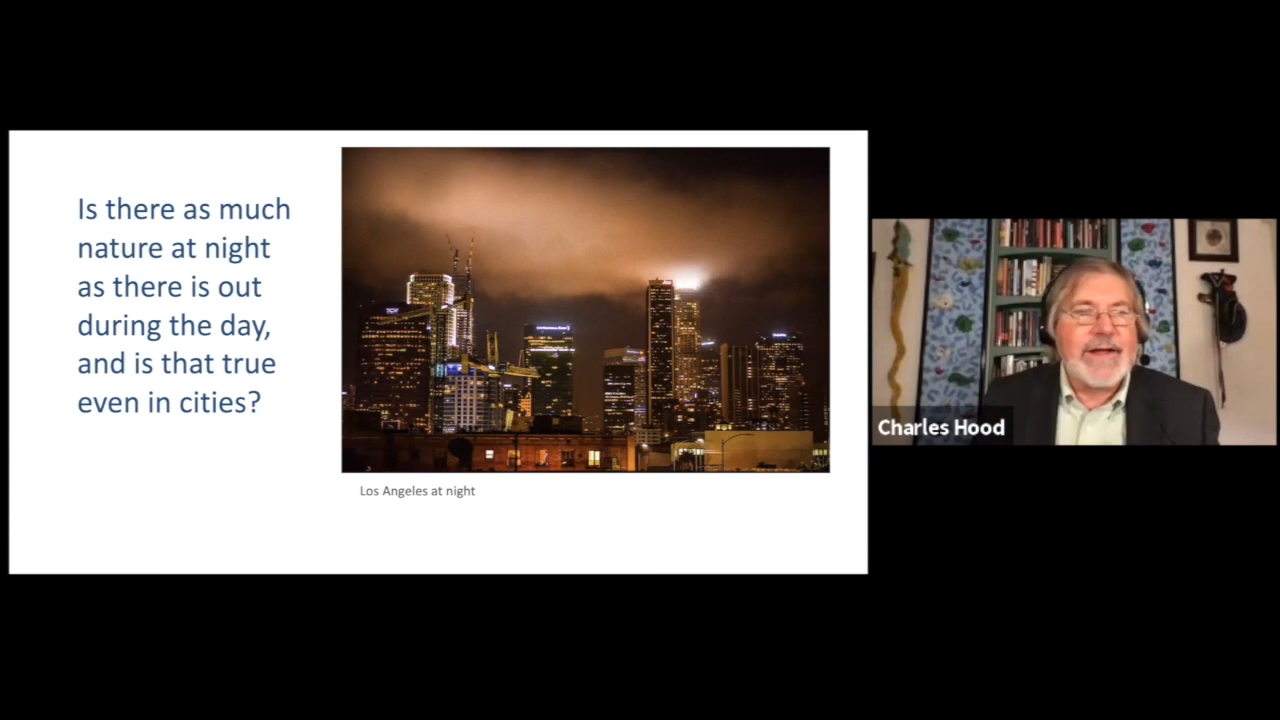 Is there as much
nature at night
as there is out
during the day,
and is that true
even in cities?
Los Angeles at night
Charles Hood